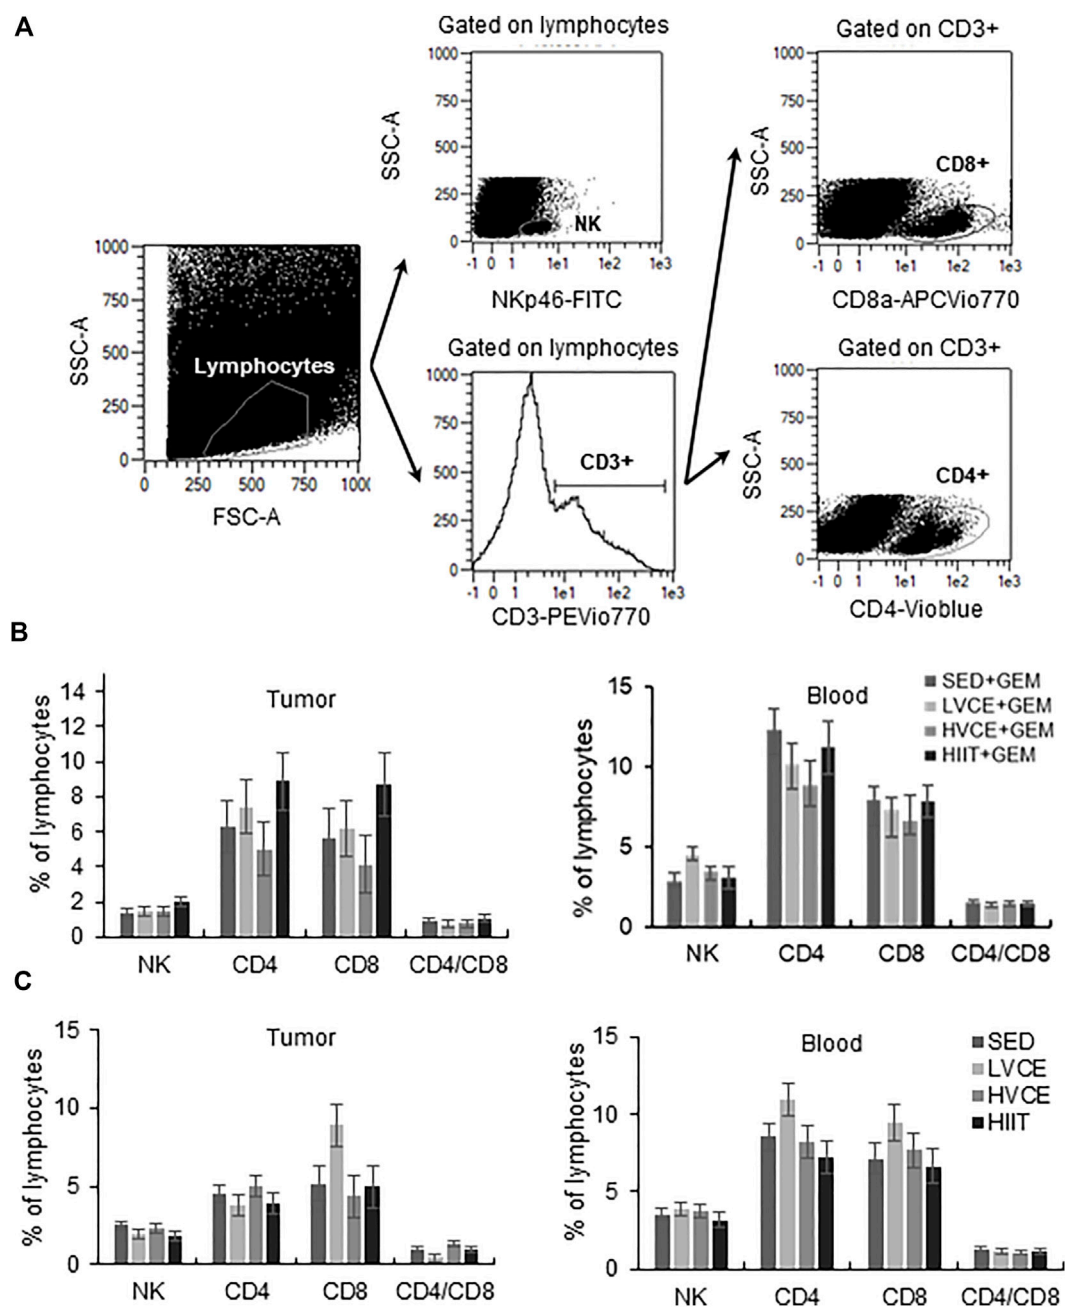 A
Gated on lymphocytes
1000
750
500
250
0
SSC-A
NK
-1 0 1 1e1 1e2 1e3
NKp46-FITC
Gated on CD3+
1000
750
500
250
0
SSC-A
CD8+
-1 0 1 1e1 1e2 1e3
CD8a-APCVio770
1000
750
500
250
0
SSC-A
Lymphocytes
0 250 500 750 1000
FSC-A
Gated on lymphocytes
1000
750
500
250
0
CD3+
-1 0 1 1e1 1e2 1e3
CD3-PEVio770
Gated on CD3+
1000
750
500
250
0
SSC-A
CD4+
-1 0 1 1e1 1e2 1e3
CD4-Vioblue
B
Tumor
% of lymphocytes
14
12
10
8
6
4
2
0
NK CD4 CD8 CD4/CD8
Blood
% of lymphocytes
15
10
5
0
NK CD4 CD8 CD4/CD8
SED+GEM
LVCE+GEM
HVCE+GEM
HIIT+GEM
C
Tumor
% of lymphocytes
15
10
5
0
NK CD4 CD8 CD4/CD8
Blood
% of lymphocytes
15
10
5
0
NK CD4 CD8 CD4/CD8
SED
LVCE
HVCE
HIIT